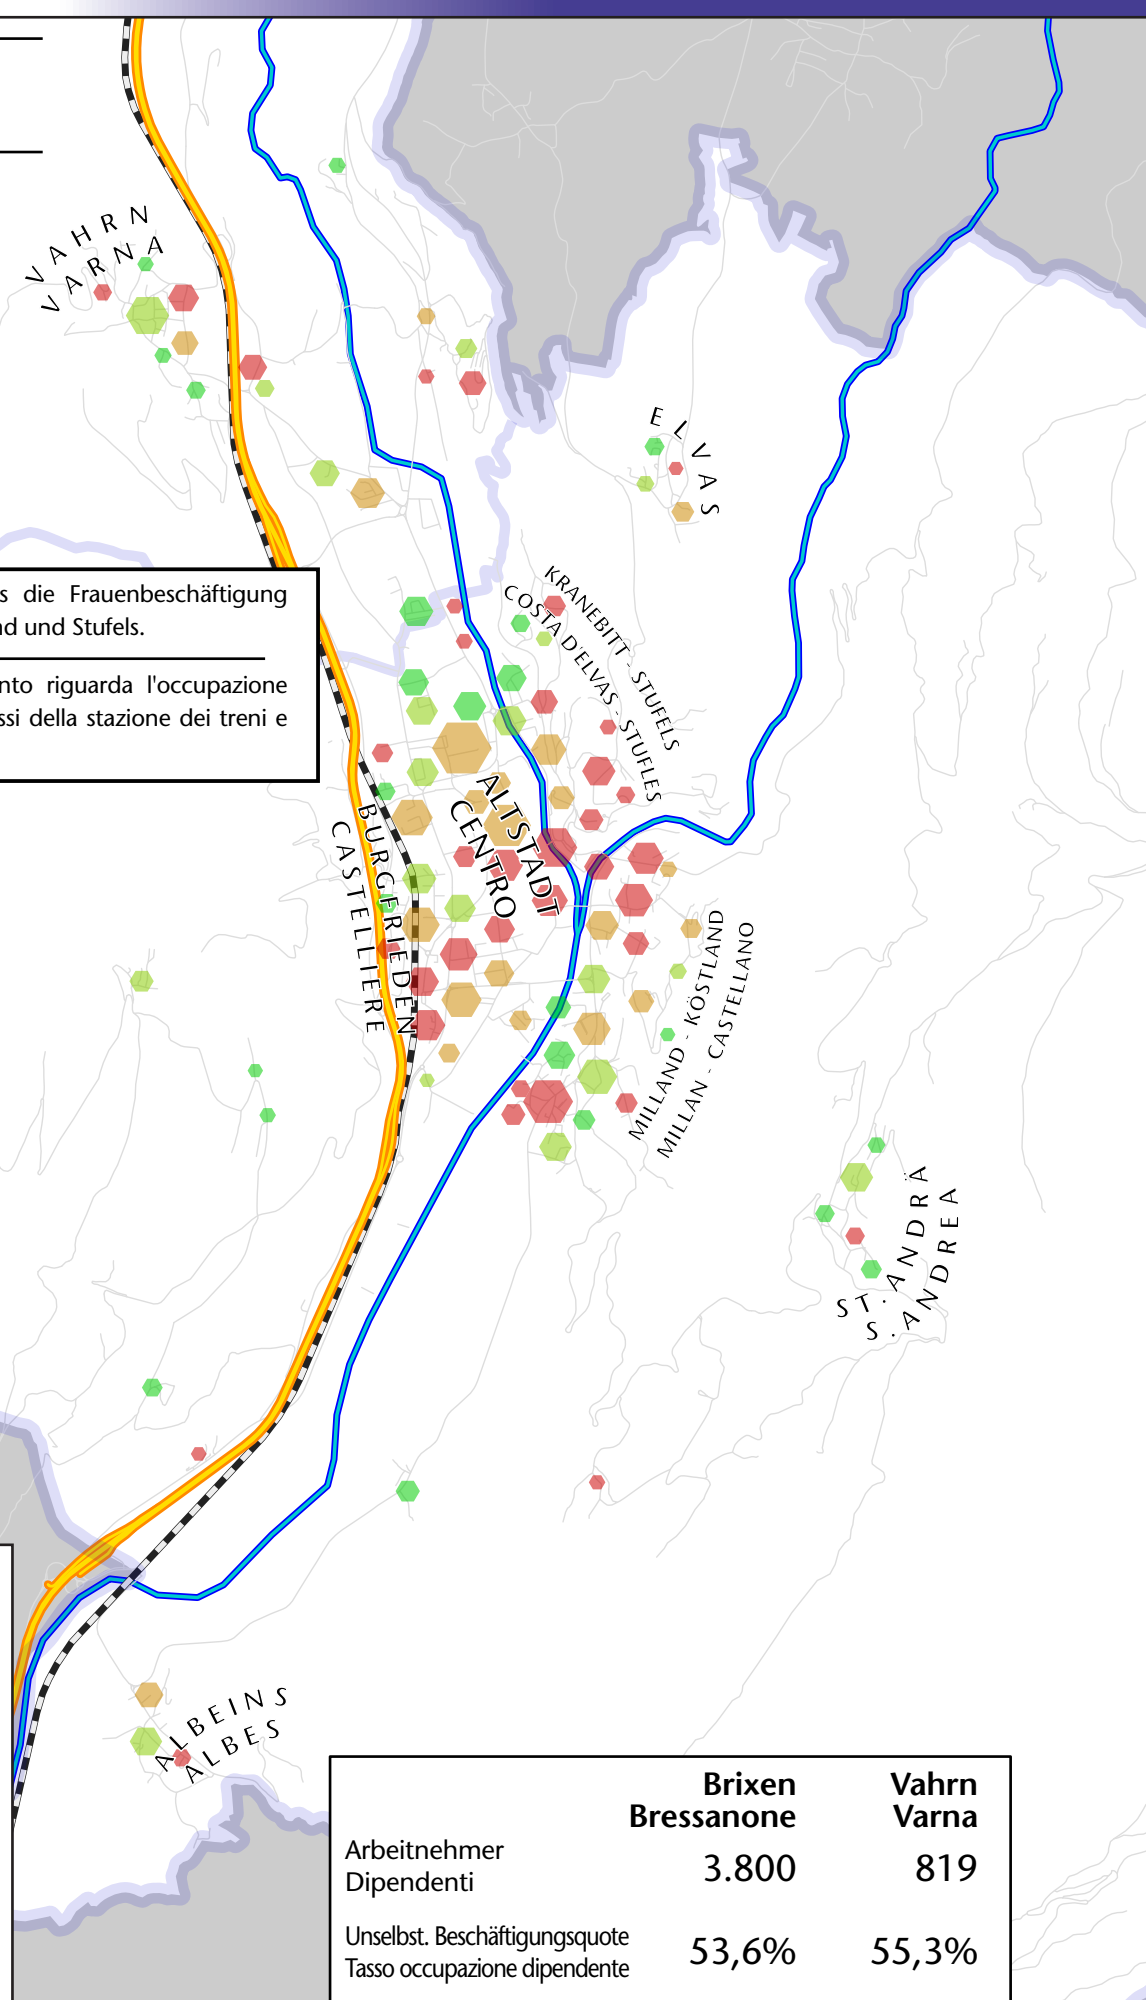 VAHRN
VARNA
ELVAS
s die Frauenbeschäftigung
nd und Stufels.
nto riguarda l'occupazione
ssi della stazione dei treni e
KRANEBITT - STUFELS
COSTA D'ELVAS - STUFLES
ALTSTADT
CENTRO
BURGFRIEDEN
CASTELLIERE
MILLAND - KÖSTLAND
MILLAN - CASTELLANO
ST. ANDRÄ
S. ANDREA
ALBEINS
ALBES
Brixen Vahrn
Bressanone Varna
Arbeitnehmer
Dipendenti 3.800 819
Unselbst. Beschäftigungsquote
Tasso occupazione dipendente 53,6% 55,3%